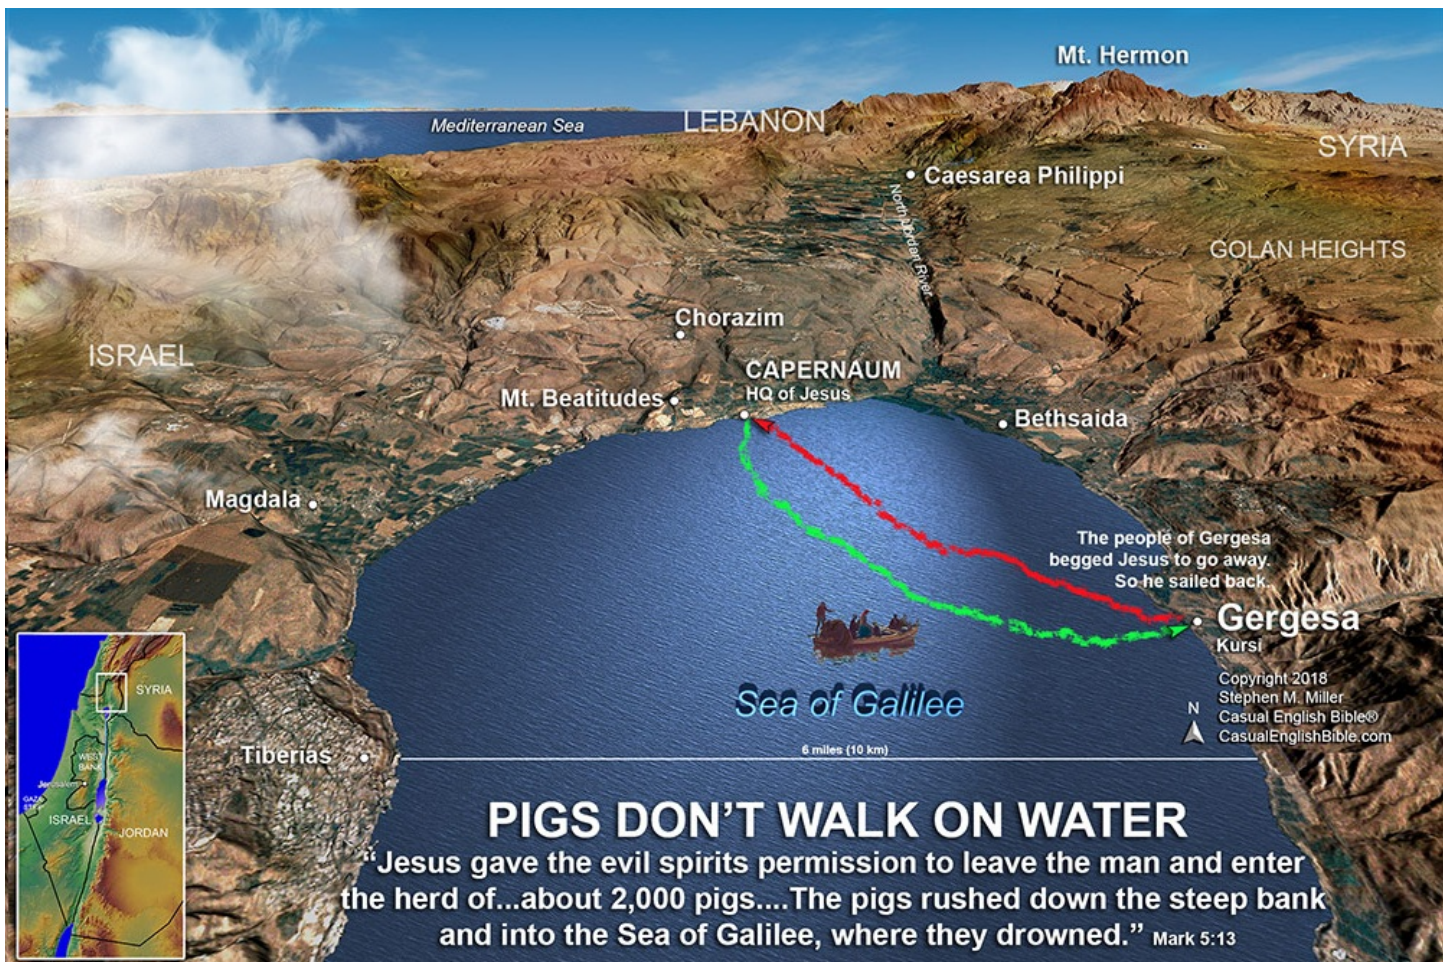 Mt. Hermon
Mediterranean Sea
LEBANON
SYRIA
Caesarea Philippi
North Jordan River
GOLAN HEIGHTS
Chorazim
ISRAEL
CAPERNAUM
HQ of Jesus
Mt. Beatitudes
Bethsaida
Magdala
The people of Gergesa
begged Jesus to go away.
So he sailed back.
Gergesa
Kursi
Copyright 2018
Stephen M. Miller
Casual English Bible®
CasualEnglishBible.com
N
Sea of Galilee
6 miles (10 km)
Tiberias
SYRIA
WEST
BANK
Jerusalem
GAZA
ISRAEL
JORDAN
PIGS DON'T WALK ON WATER
“Jesus gave the evil spirits permission to leave the man and enter
the herd of...about 2,000 pigs....The pigs rushed down the steep bank
and into the Sea of Galilee, where they drowned.” Mark 5:13